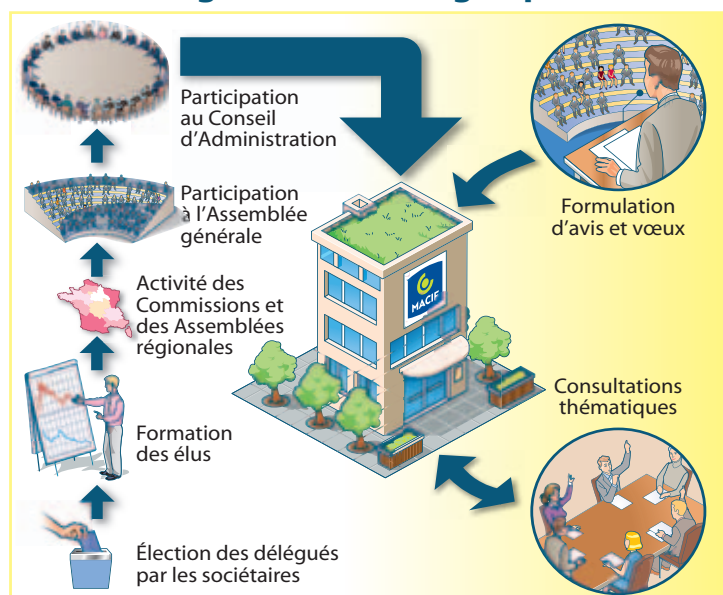 Participation
au Conseil
d'Administration
Participation
à l'Assemblée
générale
Activité des
Commissions et
des Assemblées
régionales
Formation
des élus
Élection des délégués
par les sociétaires
MACIF
Formulation
d'avis et vœux
Consultations
thématiques